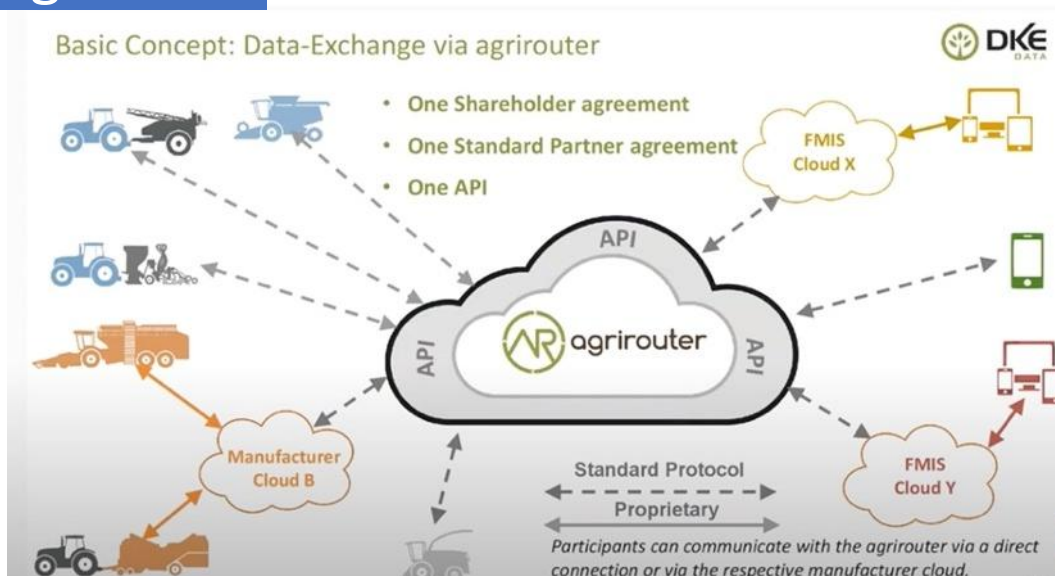 Basic Concept: Data-Exchange via agrirouter
DKE
DATA
• One Shareholder agreement
• One Standard Partner agreement
• One API
FMIS
Cloud X
API
API
AR agrirouter
API
Manufacturer
Cloud B
Standard Protocol
Proprietary
FMIS
Cloud Y
Participants can communicate with the agrirouter via a direct
connection or via the respective manufacturer cloud.